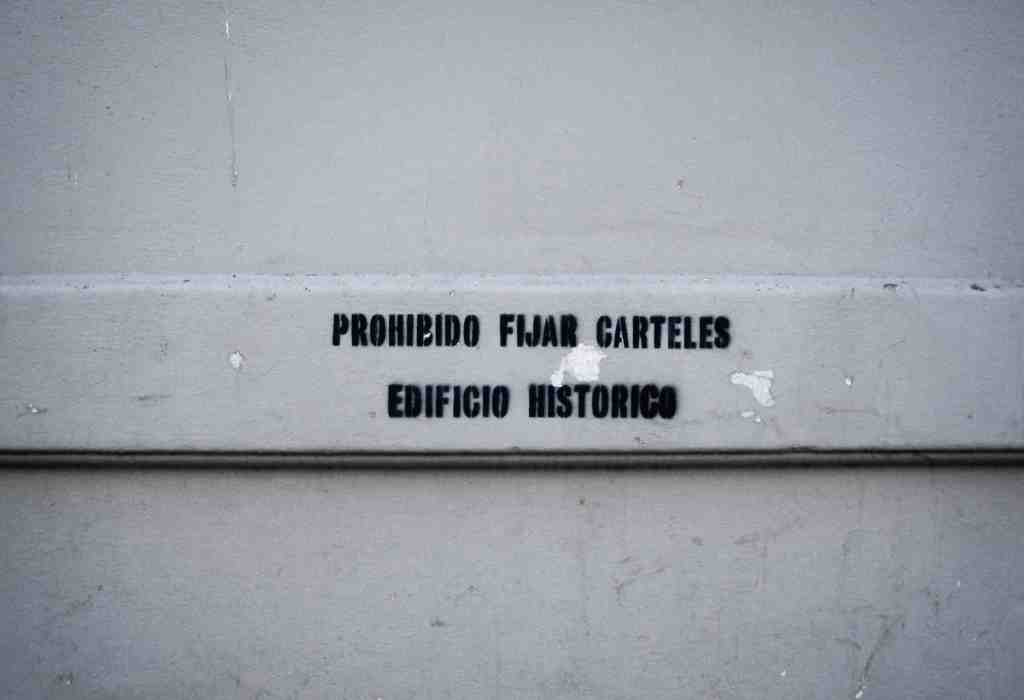 PROHIBIDO FIJAR CARTELES
EDIFICIO HISTORICO